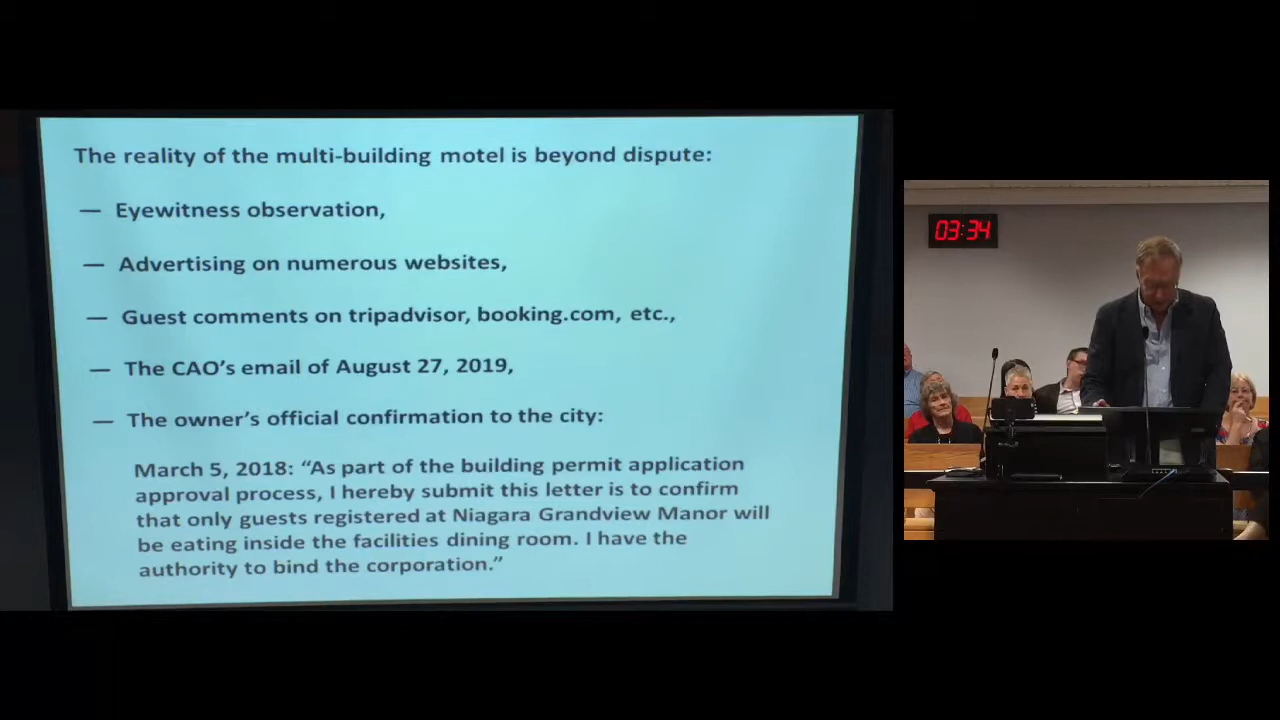 The reality of the multi-building motel is beyond dispute:
— Eyewitness observation,
— Advertising on numerous websites,
— Guest comments on tripadvisor, booking.com, etc.,
— The CAO's email of August 27, 2019,
— The owner's official confirmation to the city:
March 5, 2018: “As part of the building permit application
approval process, I hereby submit this letter is to confirm
that only guests registered at Niagara Grandview Manor will
be eating inside the facilities dining room. I have the
authority to bind the corporation.”
03:34